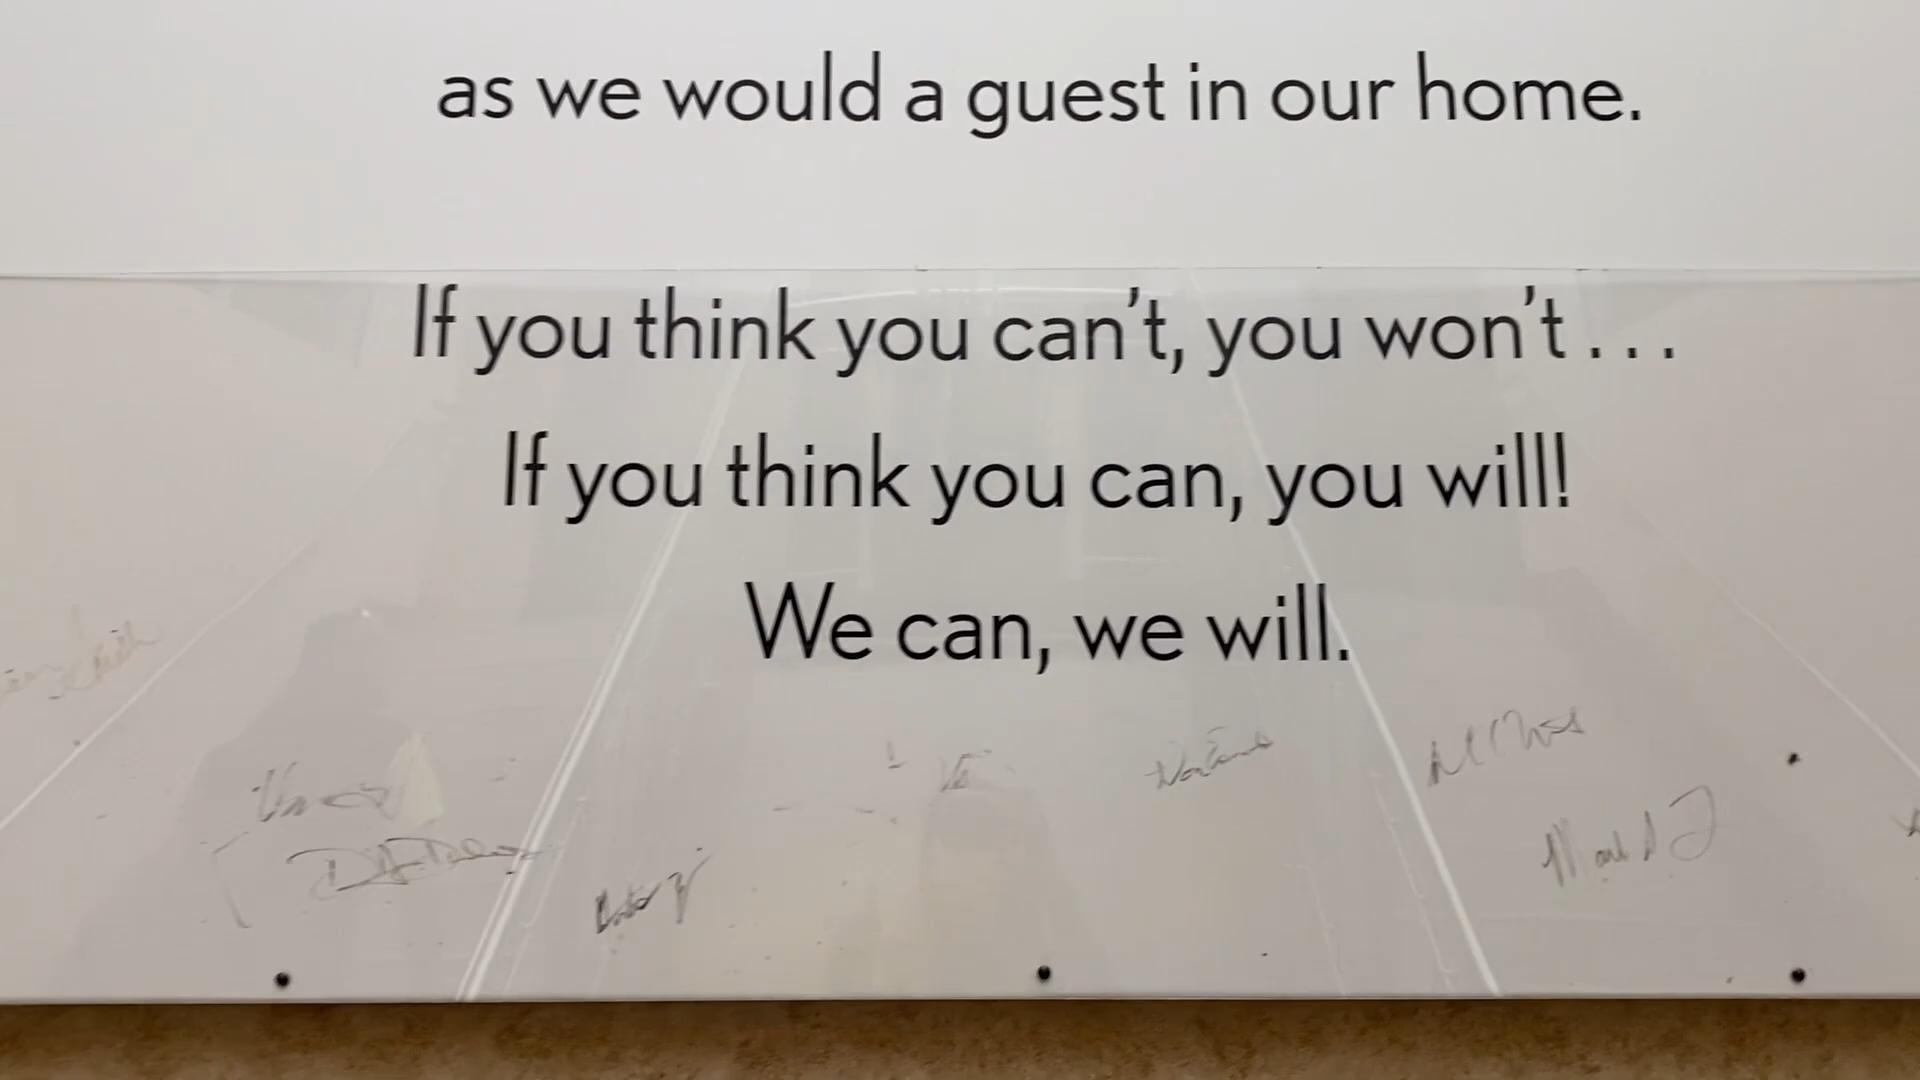 as we would a guest in our home.
If you think you can't, you won't...
If you think you can, you will!
We can, we will.